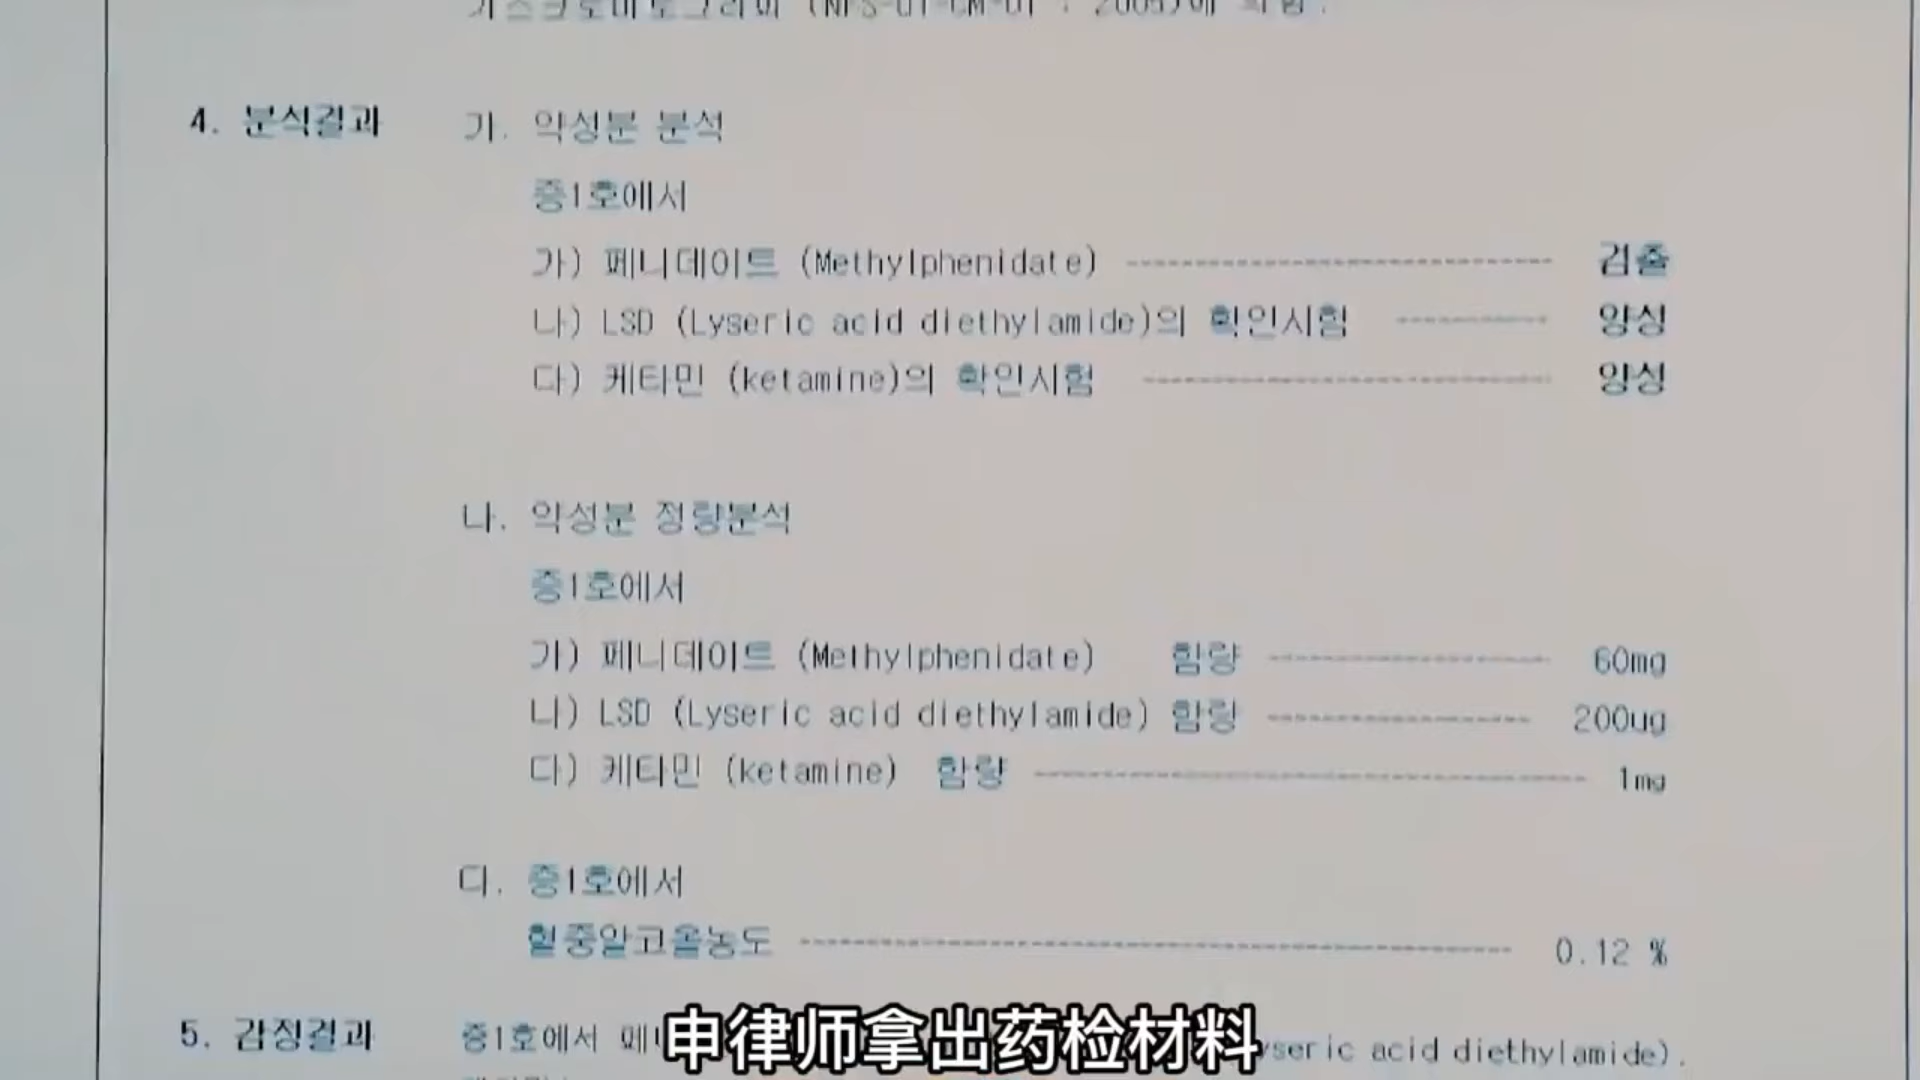 4. 분석결과 가. 약성분 분석
증1호에서
가) 페니데이트 (Methylphenidate) 검출
나) LSD (Lyseric acid diethylamide)의 확인시험 양성
다) 케타민 (ketamine)의 확인시험 양성
나. 약성분 정량분석
증1호에서
가) 페니데이트 (Methylphenidate) 함량 60mg
나) LSD (Lyseric acid diethylamide) 함량 200ug
다) 케타민 (ketamine) 함량 1mg
다. 증1호에서
혈중알코올농도 0.12 %
5. 감정결과 증1호에서 acid diethylamide).
申律师拿出药检材料